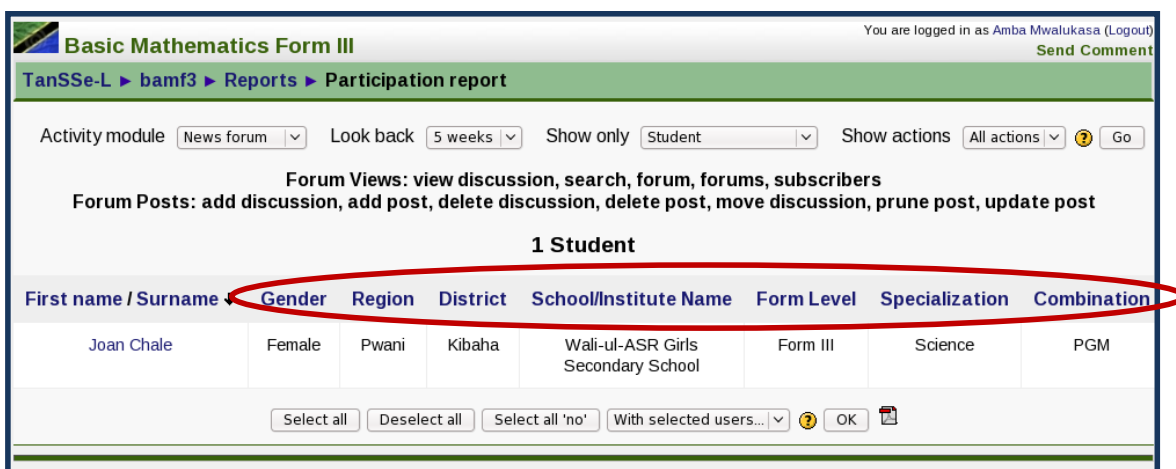 You are logged in as Amba Mwalukasa (Logout)
Basic Mathematics Form III
Send Comment
TanSSe-L ► bamf3 ► Reports ► Participation report
Activity module News forum Look back 5 weeks Show only Student Show actions All actions ? Go
Forum Views: view discussion, search, forum, forums, subscribers
Forum Posts: add discussion, add post, delete discussion, delete post, move discussion, prune post, update post
1 Student
First name / Surname ↓ Gender Region District School/Institute Name Form Level Specialization Combination
Joan Chale Female Pwani Kibaha Wali-ul-ASR Girls Form III Science PGM
Secondary School
Select all Deselect all Select all 'no' With selected users... ? OK